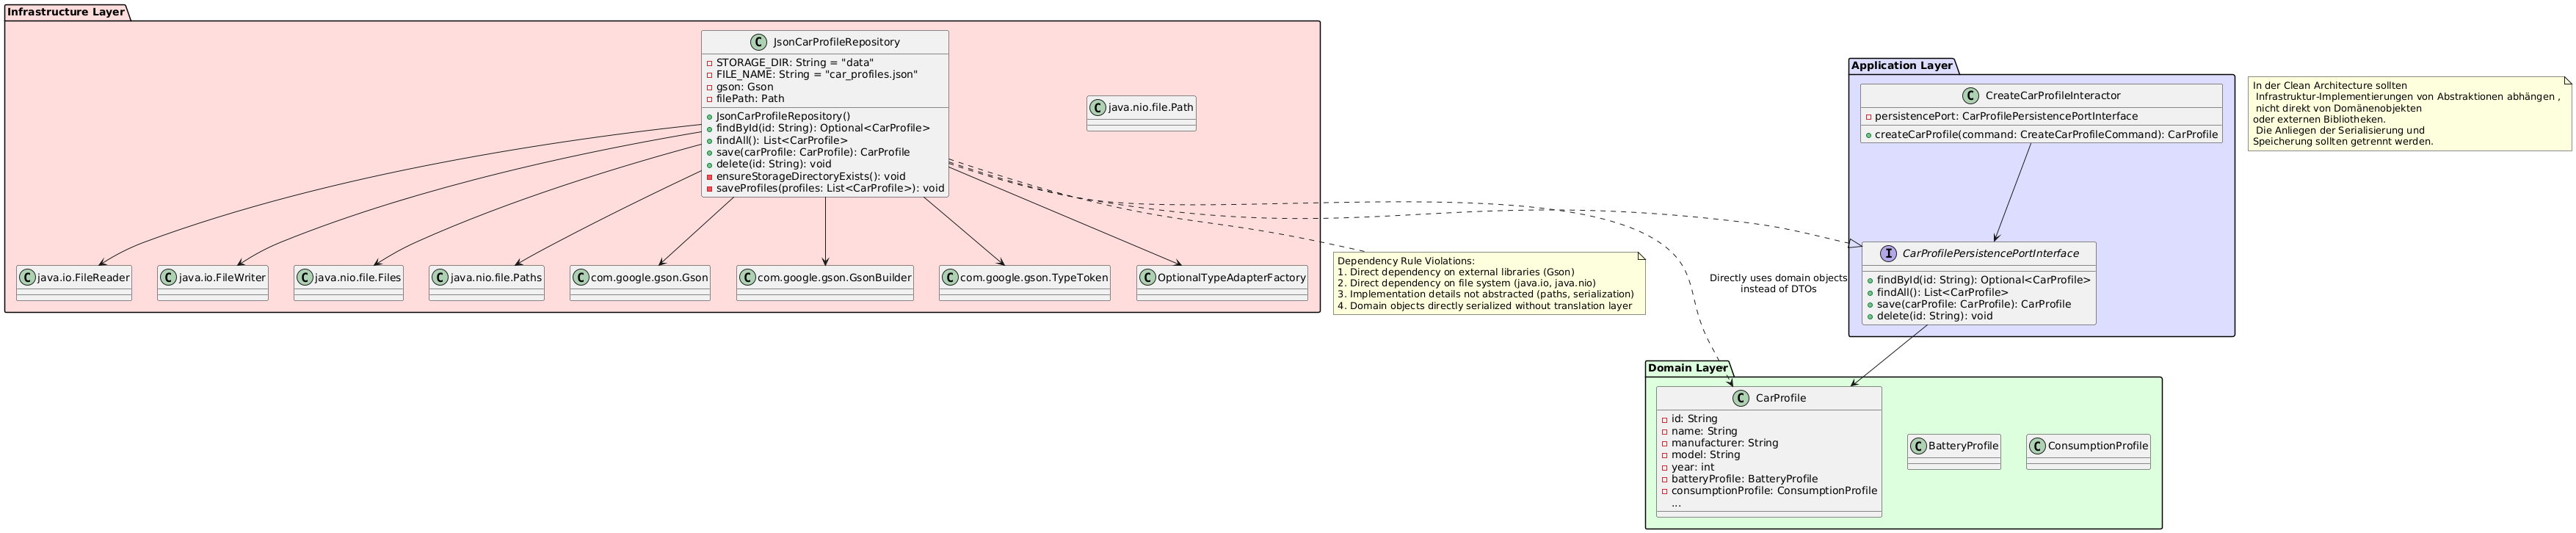 Infrastructure Layer
C JsonCarProfileRepository
STORAGE_DIR: String = "data"
FILE_NAME: String = "car_profiles.json"
gson: Gson
filePath: Path
JsonCarProfileRepository()
findById(id: String): Optional<CarProfile>
findAll(): List<CarProfile>
save(carProfile: CarProfile): CarProfile
delete(id: String): void
ensureStorageDirectoryExists(): void
saveProfiles(profiles: List<CarProfile>): void
C java.nio.file.Path
C java.io.FileReader
C java.io.FileWriter
C java.nio.file.Files
C java.nio.file.Paths
C com.google.gson.Gson
C com.google.gson.GsonBuilder
C com.google.gson.TypeToken
C OptionalTypeAdapterFactory
Dependency Rule Violations:
1. Direct dependency on external libraries (Gson)
2. Direct dependency on file system (java.io, java.nio)
3. Implementation details not abstracted (paths, serialization)
4. Domain objects directly serialized without translation layer
Directly uses domain objects
instead of DTOs
Application Layer
C CreateCarProfileInteractor
persistencePort: CarProfilePersistencePortInterface
createCarProfile(command: CreateCarProfileCommand): CarProfile
I CarProfilePersistencePortInterface
findById(id: String): Optional<CarProfile>
findAll(): List<CarProfile>
save(carProfile: CarProfile): CarProfile
delete(id: String): void
In der Clean Architecture sollten
Infrastruktur-Implementierungen von Abstraktionen abhängen ,
nicht direkt von Domänenobjekten
oder externen Bibliotheken.
Die Anliegen der Serialisierung und
Speicherung sollten getrennt werden.
Domain Layer
C CarProfile
id: String
name: String
manufacturer: String
model: String
year: int
batteryProfile: BatteryProfile
consumptionProfile: ConsumptionProfile
...
C BatteryProfile
C ConsumptionProfile